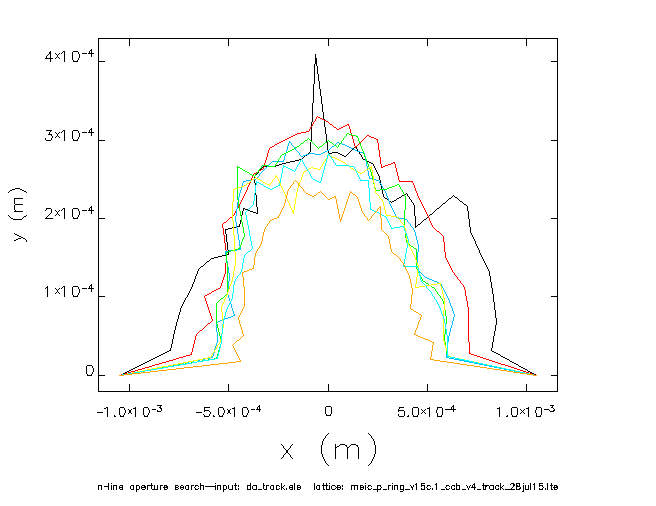 4×10⁻⁴
3×10⁻⁴
2×10⁻⁴
1×10⁻⁴
0
y (m)
-1.0×10⁻³ -5.0×10⁻⁴ 0 5.0×10⁻⁴ 1.0×10⁻³
x (m)
n-line aperture search--input: da_track.ele lattice: meic_p_ring_v15c.1_ccb_v4_track_28jul15.lte